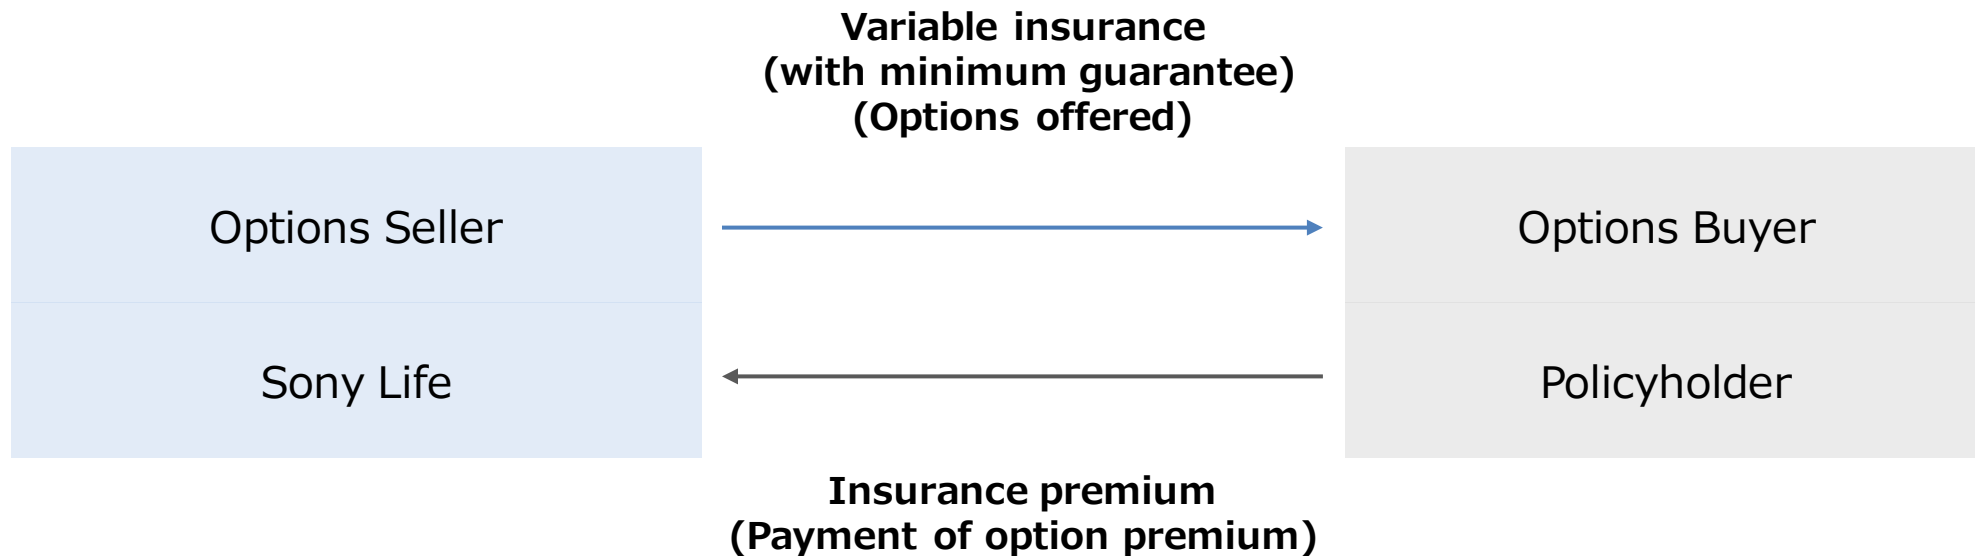 Variable insurance
(with minimum guarantee)
(Options offered)
Options Seller
Options Buyer
Sony Life
Policyholder
Insurance premium
(Payment of option premium)